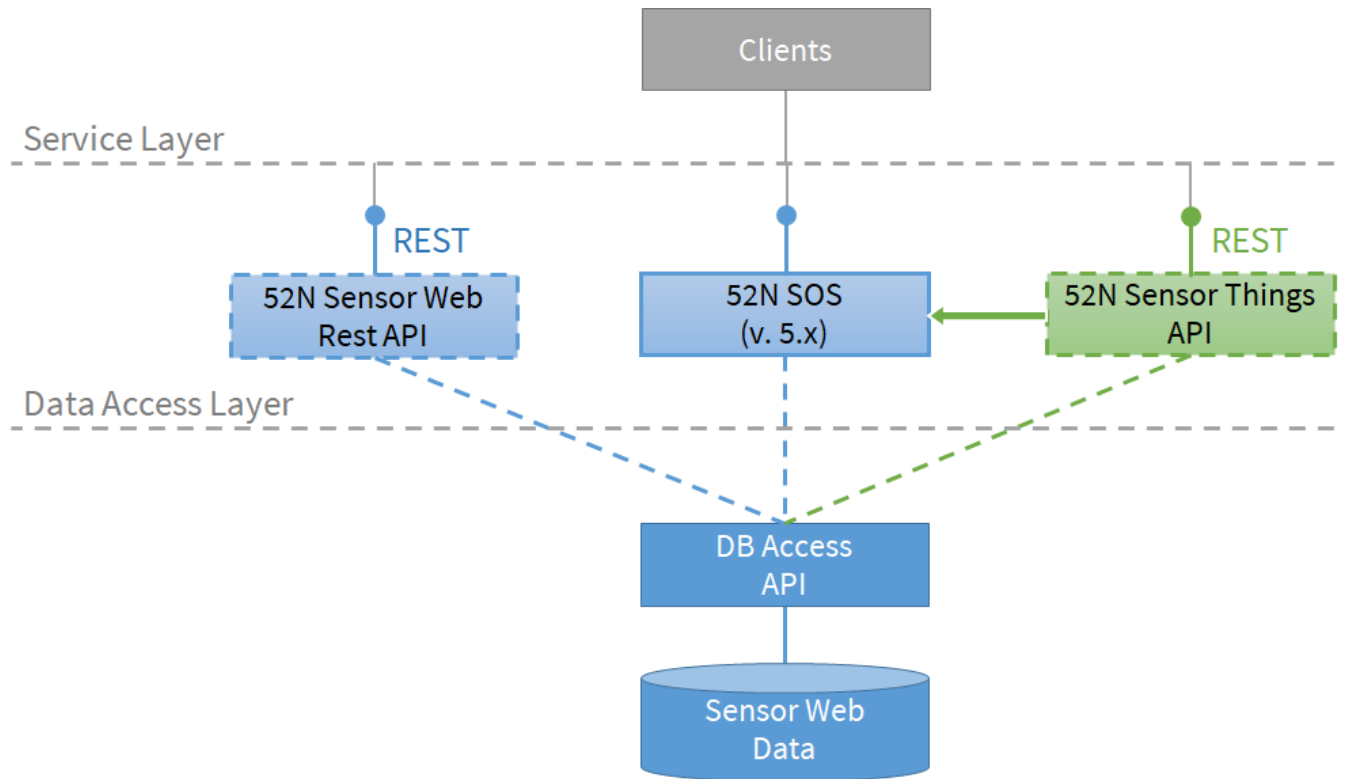 Clients
Service Layer
REST
REST
52N Sensor Web
Rest API
52N SOS
(v. 5.x)
52N Sensor Things
API
Data Access Layer
DB Access
API
Sensor Web
Data